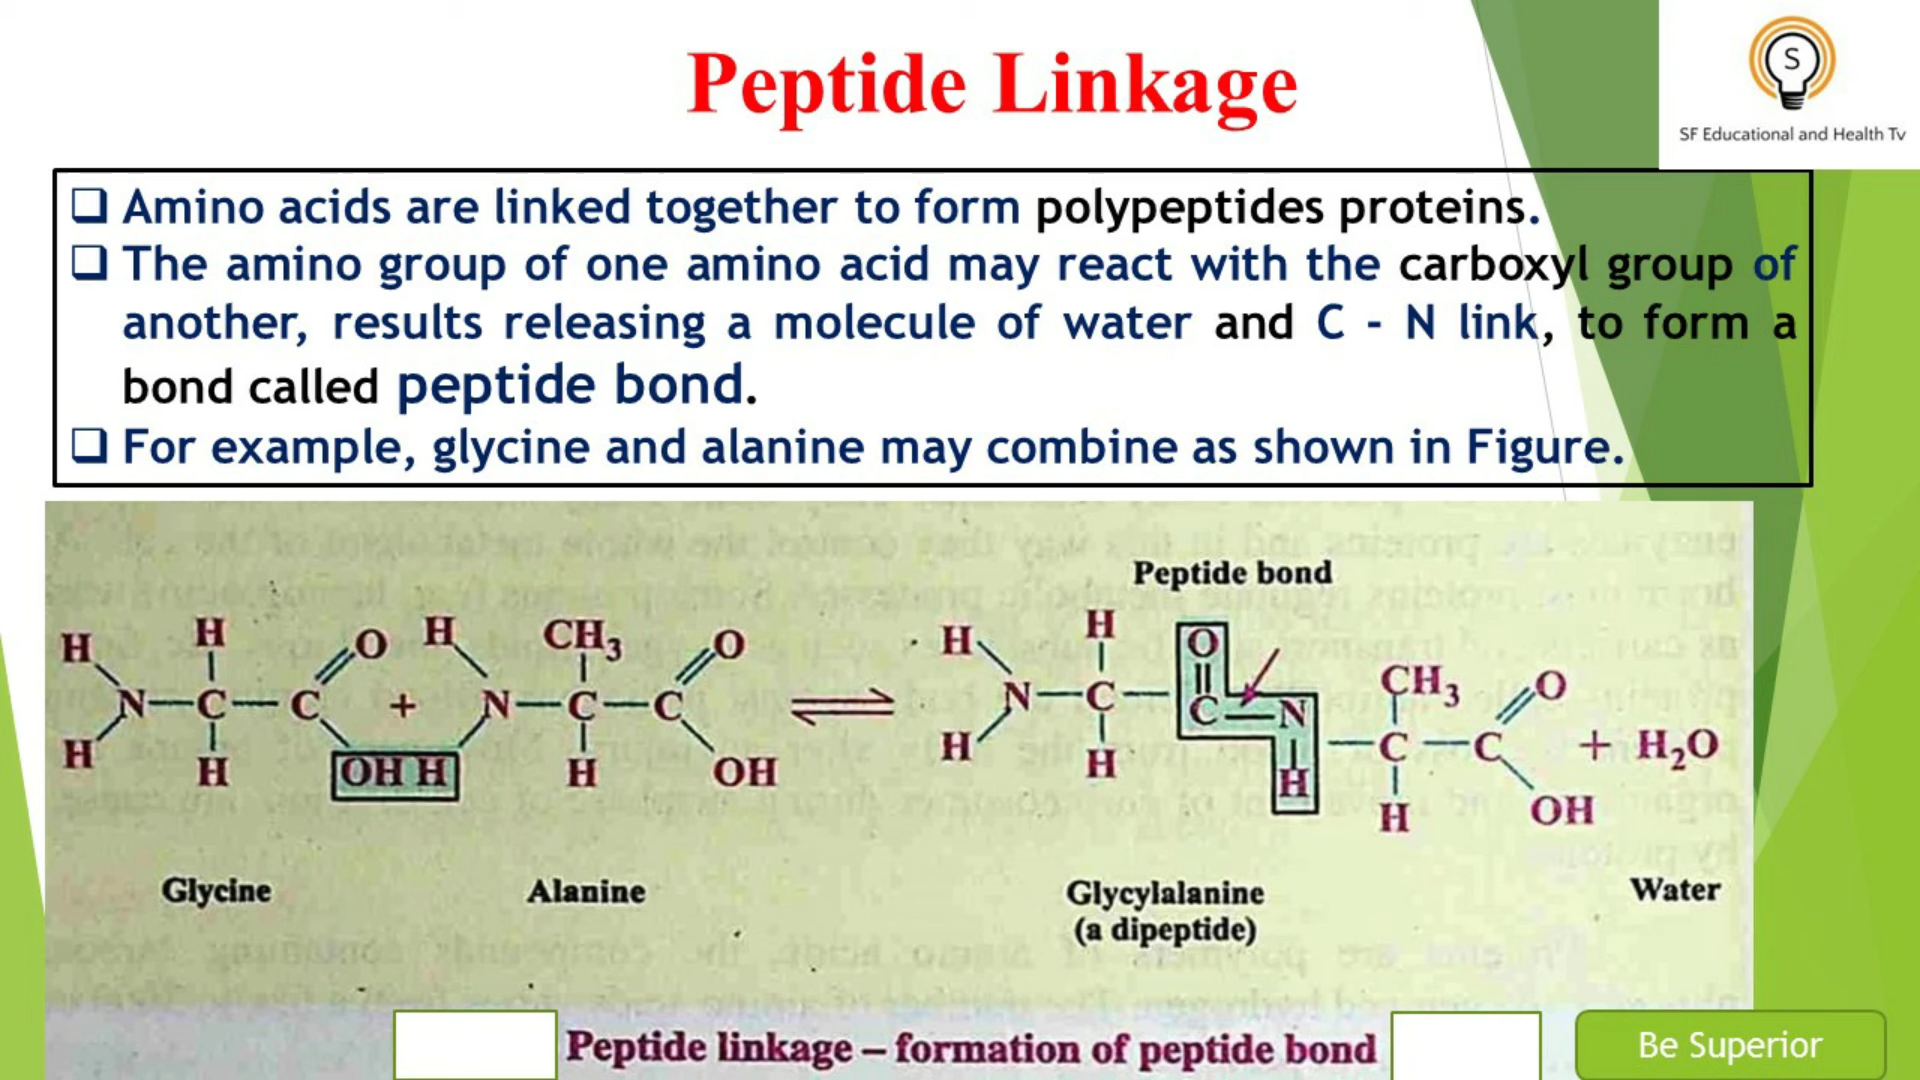 Peptide Linkage
S
SF Educational and Health Tv
❑ Amino acids are linked together to form polypeptides proteins.
❑ The amino group of one amino acid may react with the carboxyl group of
another, results releasing a molecule of water and C - N link, to form a
bond called peptide bond.
❑ For example, glycine and alanine may combine as shown in Figure.
Peptide bond
H H O H CH₃ O H H O
N—C—C + N—C—C ⇌ N—C—C—N CH₃ O
H H OH H H OH H H H —C—C + H₂O
H OH
Glycine Alanine Glycylalanine Water
(a dipeptide)
Peptide linkage – formation of peptide bond
Be Superior